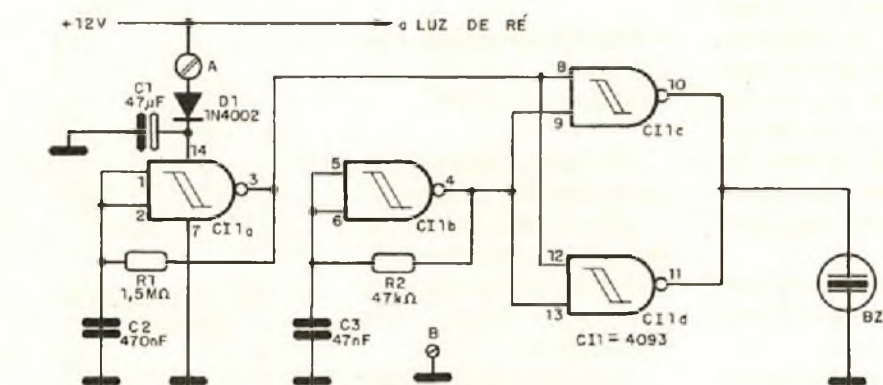 +12V
a LUZ DE RÉ
A
C1
47µF
D1
1N4002
14
1
2
3
7
CI1a
R1
1,5MΩ
C2
470nF
5
6
4
CI1b
R2
47kΩ
C3
47nF
B
8
9
10
CI1c
12
13
11
CI1d
CI1 = 4093
BZ